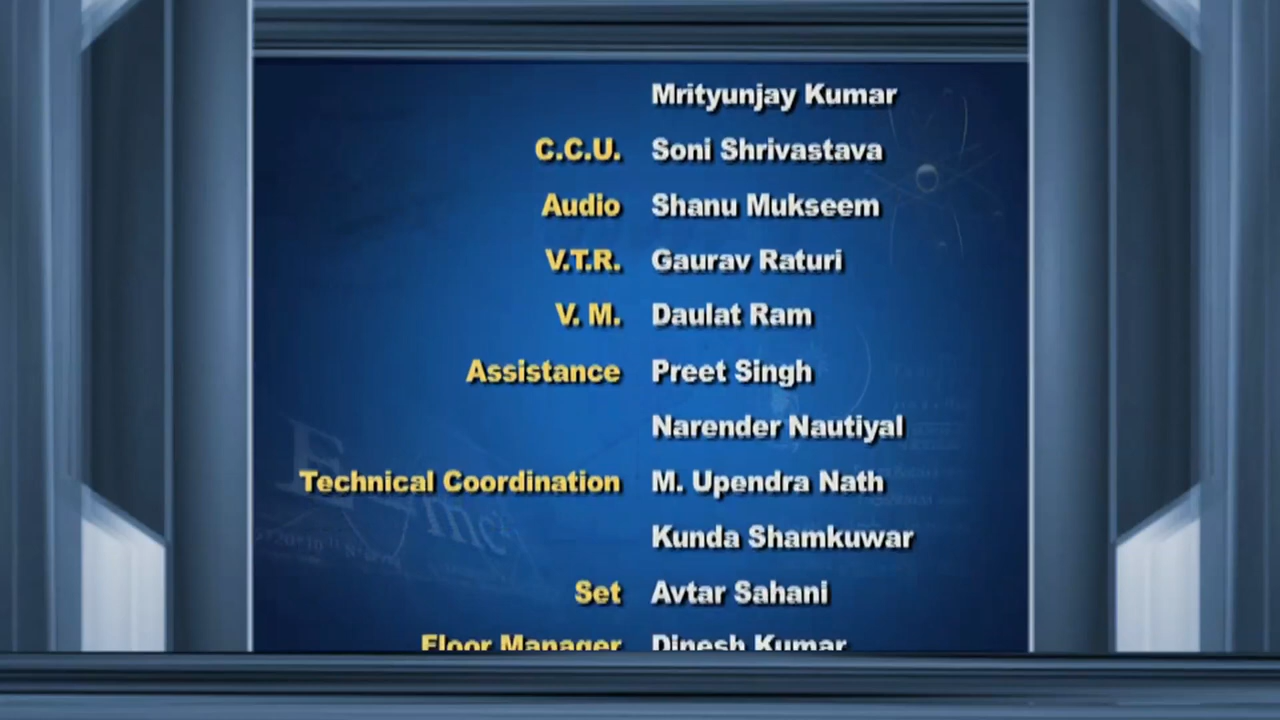 Mrityunjay Kumar
C.C.U. Soni Shrivastava
Audio Shanu Mukseem
V.T.R. Gaurav Raturi
V. M. Daulat Ram
Assistance Preet Singh
Narender Nautiyal
Technical Coordination M. Upendra Nath
Kunda Shamkuwar
Set Avtar Sahani
Floor Manager Dinesh Kumar